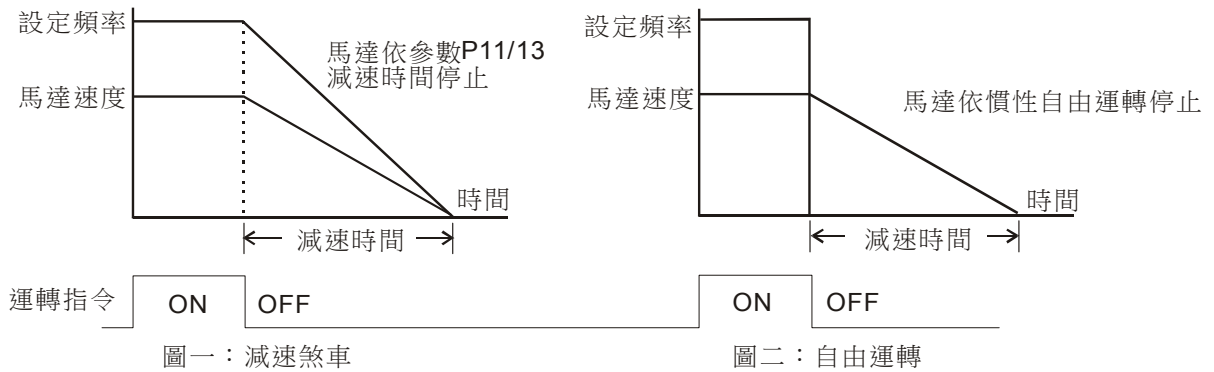 設定頻率
馬達速度
馬達依參數P11/13
減速時間停止
時間
減速時間
運轉指令
ON
OFF
圖一：減速煞車
設定頻率
馬達速度
馬達依慣性自由運轉停止
時間
減速時間
ON
OFF
圖二：自由運轉